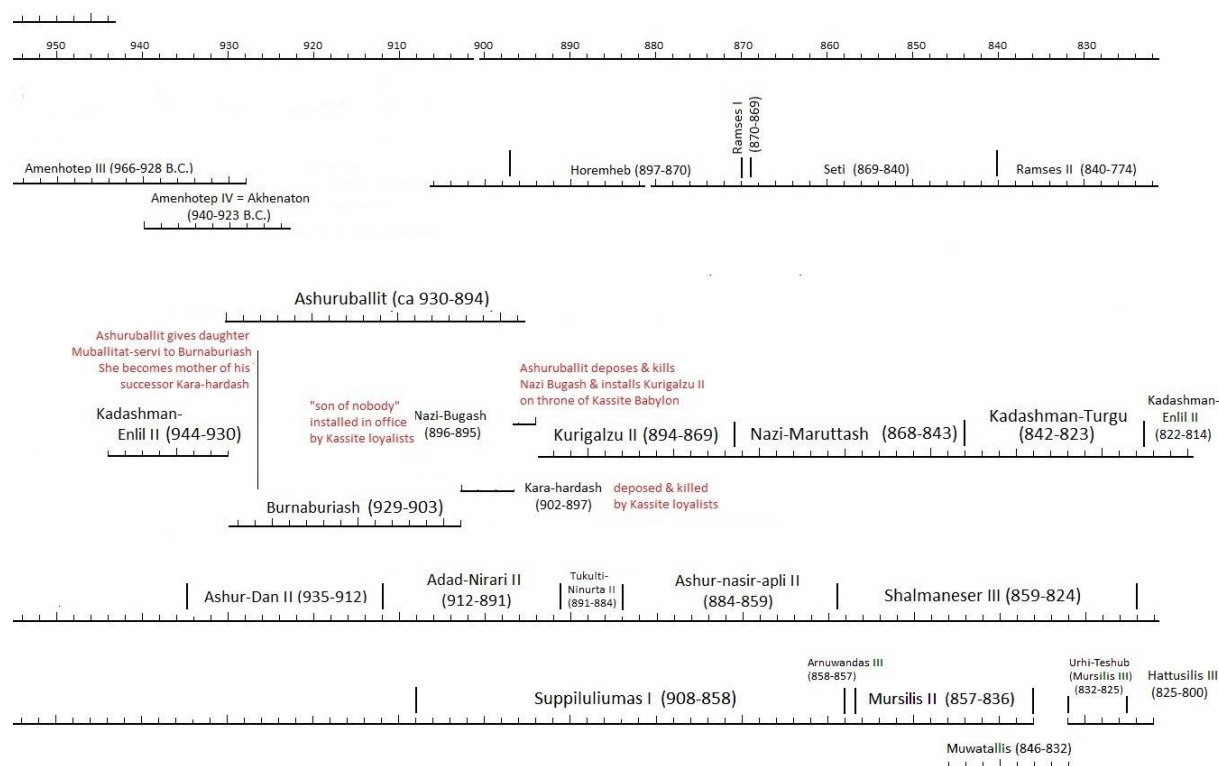 950 940 930 920 910 900 890 880 870 860 850 840 830
Ramses I
(870-869)
Amenhotep III (966-928 B.C.)
Horemheb (897-870)
Seti (869-840)
Ramses II (840-774)
Amenhotep IV = Akhenaton
(940-923 B.C.)
Ashuruballit (ca 930-894)
Ashuruballit gives daughter
Muballitat-servi to Burnaburiash
She becomes mother of his
successor Kara-hardash
Kadashman-
Enlil II (944-930)
"son of nobody"
installed in office
by Kassite loyalists
Nazi-Bugash
(896-895)
Ashuruballit deposes & kills
Nazi Bugash & installs Kurigalzu II
on throne of Kassite Babylon
Kurigalzu II (894-869)
Nazi-Maruttash (868-843)
Kadashman-Turgu
(842-823)
Kadashman-
Enlil II
(822-814)
Burnaburiash (929-903)
Kara-hardash
(902-897)
deposed & killed
by Kassite loyalists
Ashur-Dan II (935-912)
Adad-Nirari II
(912-891)
Tukulti-
Ninurta II
(891-884)
Ashur-nasir-apli II
(884-859)
Shalmaneser III (859-824)
Suppiluliumas I (908-858)
Arnuwandas III
(858-857)
Mursilis II (857-836)
Urhi-Teshub
(Mursilis III)
(832-825)
Hattusilis III
(825-800)
Muwatallis (846-832)